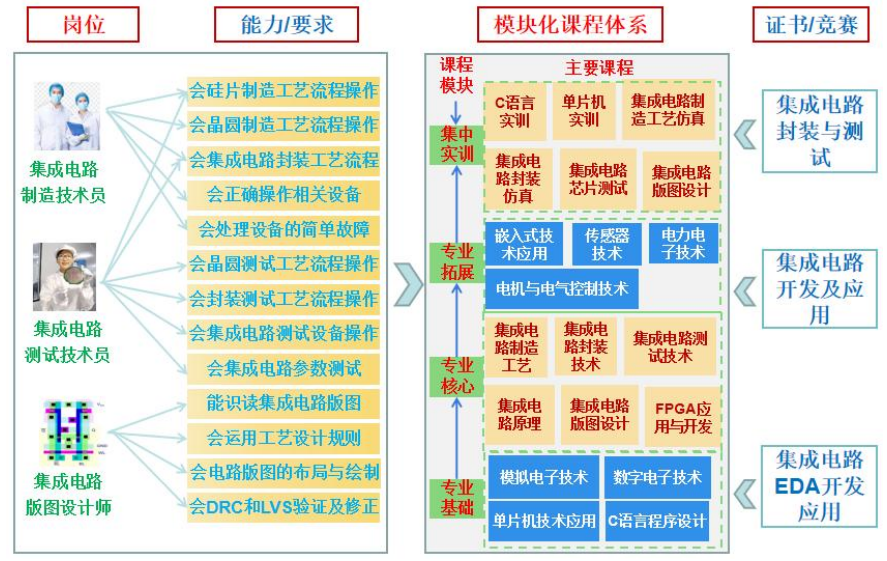 岗位
能力/要求
模块化课程体系
证书/竞赛
集成电路
制造技术员
集成电路
测试技术员
集成电路
版图设计师
会硅片制造工艺流程操作
会晶圆制造工艺流程操作
会集成电路封装工艺流程
会正确操作相关设备
会处理设备的简单故障
会晶圆测试工艺流程操作
会封装测试工艺流程操作
会集成电路测试设备操作
会集成电路参数测试
能识读集成电路版图
会运用工艺设计规则
会电路版图的布局与绘制
会DRC和LVS验证及修正
课程
模块
主要课程
集中
实训
C语言
实训
单片机
实训
集成电路制
造工艺仿真
集成电
路封装
仿真
集成电路
芯片测试
集成电路
版图设计
专业
拓展
嵌入式技
术应用
传感器
技术
电力电
子技术
电机与电气控制技术
专业
核心
集成电
路制造
工艺
集成电
路封装
技术
集成电路测
试技术
集成电
路原理
集成电路
版图设计
FPGA应
用与开发
专业
基础
模拟电子技术
数字电子技术
单片机技术应用
C语言程序设计
集成电路
封装与测
试
集成电路
开发及应
用
集成电路
EDA开发
应用